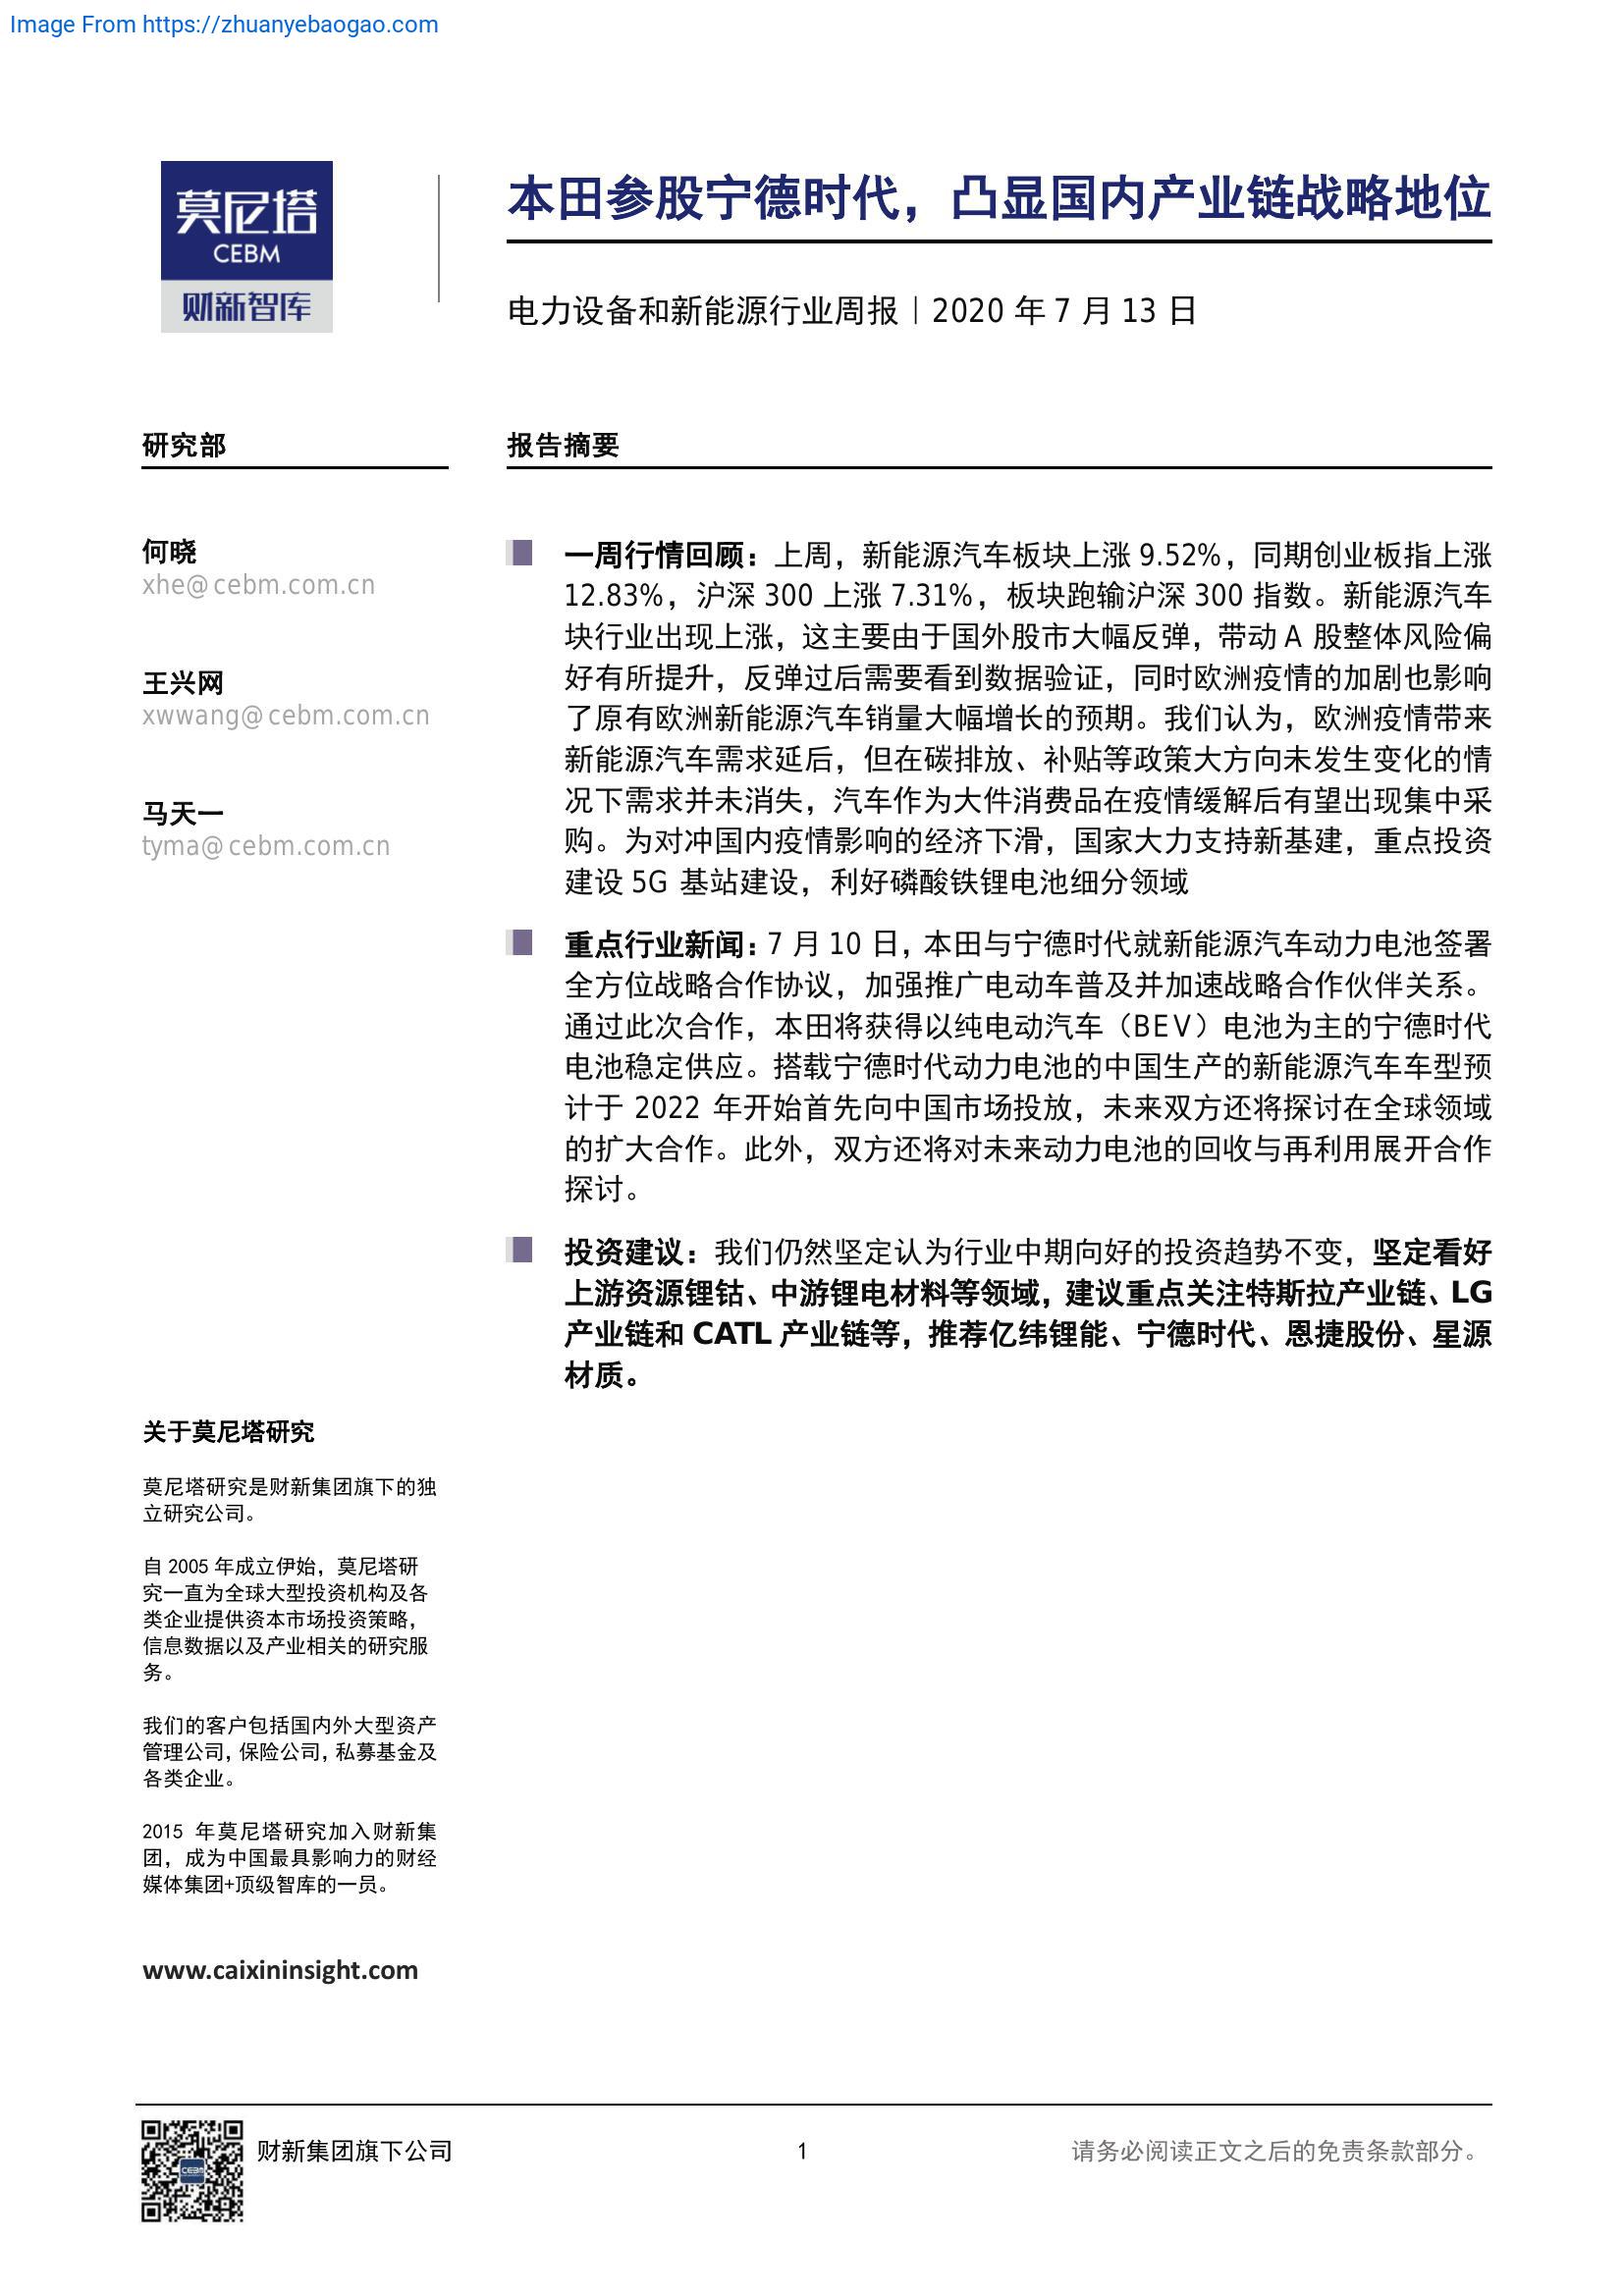 Image From https://zhuanyebaogao.com
莫尼塔
CEBM
财新智库
本田参股宁德时代，凸显国内产业链战略地位
电力设备和新能源行业周报｜2020 年 7 月 13 日
研究部
何晓
xhe@cebm.com.cn
王兴网
xwwang@cebm.com.cn
马天一
tyma@cebm.com.cn
报告摘要
一周行情回顾：上周，新能源汽车板块上涨 9.52%，同期创业板指上涨
12.83%，沪深 300 上涨 7.31%，板块跑输沪深 300 指数。新能源汽车
块行业出现上涨，这主要由于国外股市大幅反弹，带动 A 股整体风险偏
好有所提升，反弹过后需要看到数据验证，同时欧洲疫情的加剧也影响
了原有欧洲新能源汽车销量大幅增长的预期。我们认为，欧洲疫情带来
新能源汽车需求延后，但在碳排放、补贴等政策大方向未发生变化的情
况下需求并未消失，汽车作为大件消费品在疫情缓解后有望出现集中采
购。为对冲国内疫情影响的经济下滑，国家大力支持新基建，重点投资
建设 5G 基站建设，利好磷酸铁锂电池细分领域
重点行业新闻：7 月 10 日，本田与宁德时代就新能源汽车动力电池签署
全方位战略合作协议，加强推广电动车普及并加速战略合作伙伴关系。
通过此次合作，本田将获得以纯电动汽车（BEV）电池为主的宁德时代
电池稳定供应。搭载宁德时代动力电池的中国生产的新能源汽车车型预
计于 2022 年开始首先向中国市场投放，未来双方还将探讨在全球领域
的扩大合作。此外，双方还将对未来动力电池的回收与再利用展开合作
探讨。
投资建议：我们仍然坚定认为行业中期向好的投资趋势不变，坚定看好
上游资源锂钴、中游锂电材料等领域，建议重点关注特斯拉产业链、LG
产业链和 CATL 产业链等，推荐亿纬锂能、宁德时代、恩捷股份、星源
材质。
关于莫尼塔研究
莫尼塔研究是财新集团旗下的独
立研究公司。
自 2005 年成立伊始，莫尼塔研
究一直为全球大型投资机构及各
类企业提供资本市场投资策略，
信息数据以及产业相关的研究服
务。
我们的客户包括国内外大型资产
管理公司，保险公司，私募基金及
各类企业。
2015 年莫尼塔研究加入财新集
团，成为中国最具影响力的财经
媒体集团+顶级智库的一员。
www.caixininsight.com
CEBM
财新集团旗下公司
1
请务必阅读正文之后的免责条款部分。